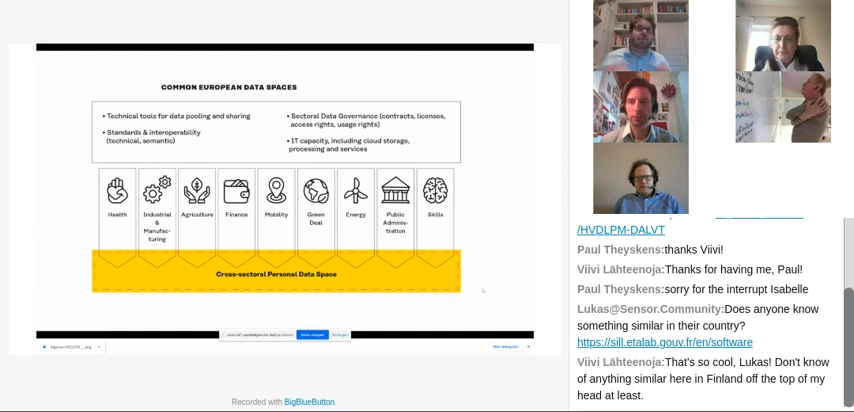 COMMON EUROPEAN DATA SPACES
• Technical tools for data pooling and sharing
• Standards & interoperability
(technical, semantic)
• Sectoral Data Governance (contracts, licenses,
access rights, usage rights)
• IT capacity, including cloud storage,
processing and services
Health
Industrial
&
Manufac-
turing
Agriculture
Finance
Mobility
Green
Deal
Energy
Public
Adminis-
tration
Skills
Cross-sectoral Personal Data Space
Recorded with BigBlueButton.
/HVDLPM-DALVT
Paul Theyskens:thanks Viivi!
Viivi Lähteenoja:Thanks for having me, Paul!
Paul Theyskens:sorry for the interrupt Isabelle
Lukas@Sensor.Community:Does anyone know
something similar in their country?
https://sill.etalab.gouv.fr/en/software
Viivi Lähteenoja:That's so cool, Lukas! Don't know
of anything similar here in Finland off the top of my
head at least.